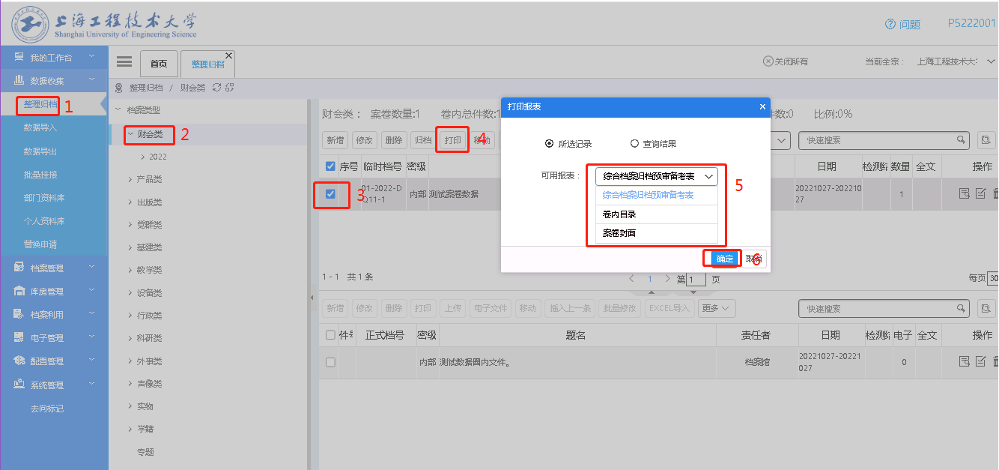 上海工程技术大学
Shanghai University of Engineering Science
问题
P5222001
我的工作台
数据收集
整理归档 1
数据导入
数据导出
批量挂接
部门资料库
个人资料库
替换申请
档案管理
库房管理
档案利用
电子管理
配置管理
系统管理
去向标记
首页
整理归档
关闭所有
当前全宗：
上海工程技术大
整理归档 / 财会类
档案类型
财会类 2
2022
产品类
出版类
党群类
基建类
教学类
设备类
行政类
科研类
外事类
声像类
实物
学籍
专题
财会类： 案卷数量:1 卷内总件数:1
件数:0 比例:0%
新增 修改 删除 归档 打印 4 移动
快速搜索
序号 临时档号 密级
日期 检测 数量 全文 操作
3
01-2022-D
Q11-1
内部 测试案卷数据
20221027-202210
27
1
打印报表
所选记录 查询结果
可用报表：
综合档案归档预审备考表
综合档案归档预审备考表
卷内目录
案卷封面
5
确定 取消 6
1 - 1 共 1 条
1
第 1 页
每页 30
新增 修改 删除 打印 上传 电子文件 移动 插入上一条 批量修改 EXCEL导入 更多
快速搜索
件号 正式档号 密级 题名 责任者 日期 检测 电子 全文 操作
内部 测试数据圈内文件。 档案馆
20221027-20221
027
0